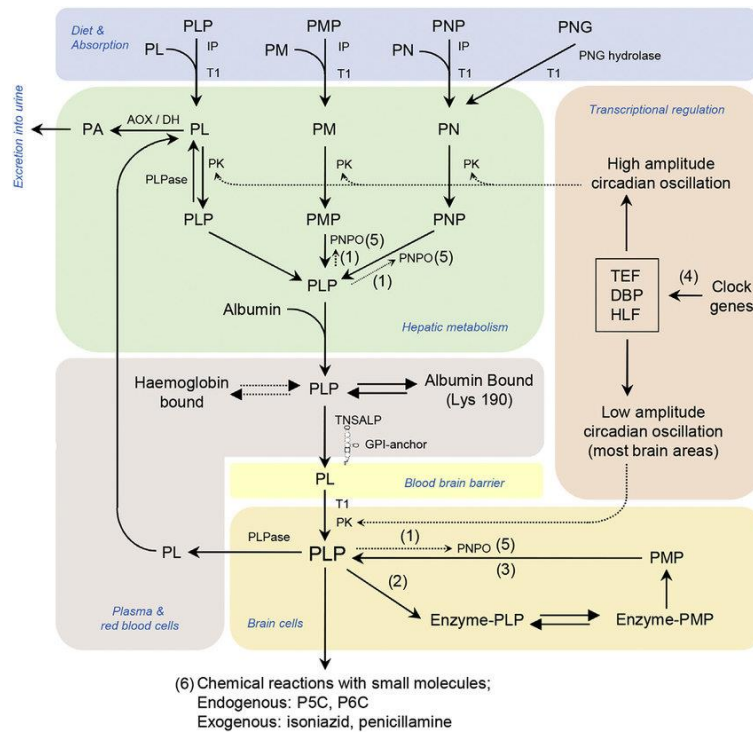 Diet &
Absorption
PLP
PL
IP
T1
PMP
PM
IP
T1
PNP
PN
IP
T1
PNG
PNG hydrolase
T1
Excretion into urine
PA
AOX / DH
PL
PM
PN
PLPase
PK
PK
PK
PLP
PMP
PNP
PNPO (5)
(1)
PNPO (5)
(1)
PLP
Albumin
Hepatic metabolism
Transcriptional regulation
High amplitude
circadian oscillation
TEF
DBP
HLF
(4)
Clock
genes
Low amplitude
circadian oscillation
(most brain areas)
Haemoglobin
bound
PLP
Albumin Bound
(Lys 190)
TNSALP
GPI-anchor
PL
Blood brain barrier
T1
PK
PL
PLPase
PLP
(1)
PNPO (5)
(3)
PMP
(2)
Enzyme-PLP
Enzyme-PMP
Plasma &
red blood cells
Brain cells
(6) Chemical reactions with small molecules;
Endogenous: P5C, P6C
Exogenous: isoniazid, penicillamine